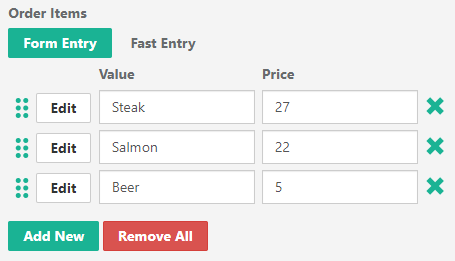 Order Items
Form Entry Fast Entry
Value Price
Edit Steak 27
Edit Salmon 22
Edit Beer 5
Add New Remove All